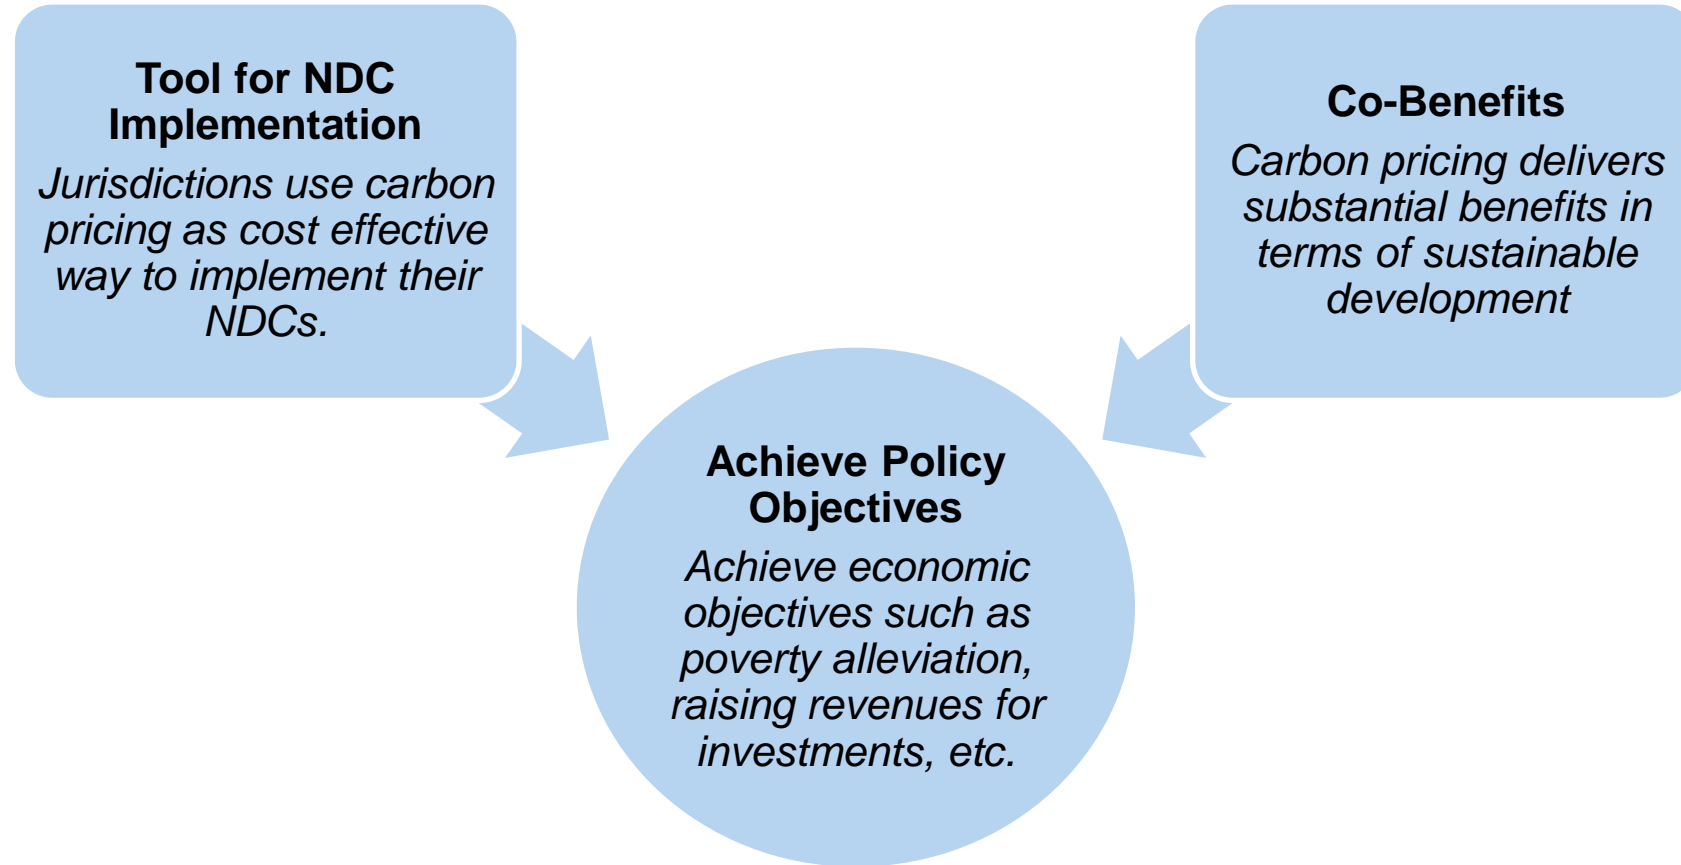 Tool for NDC
Implementation
Jurisdictions use carbon
pricing as cost effective
way to implement their
NDCs.
Co-Benefits
Carbon pricing delivers
substantial benefits in
terms of sustainable
development
Achieve Policy
Objectives
Achieve economic
objectives such as
poverty alleviation,
raising revenues for
investments, etc.